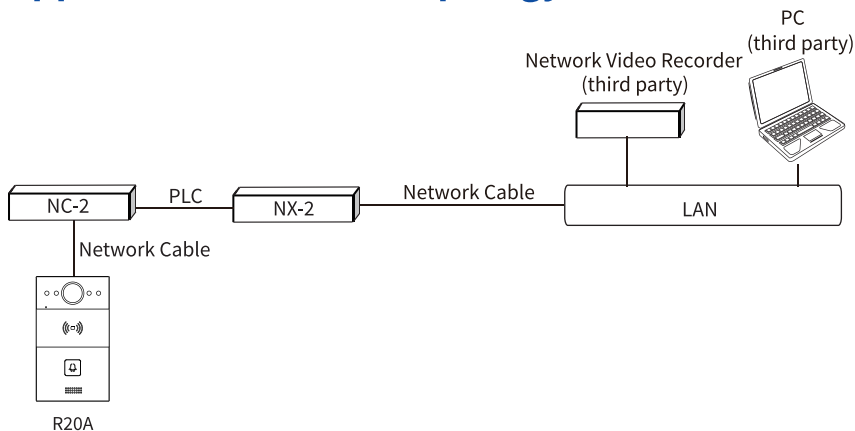 PC
(third party)
Network Video Recorder
(third party)
NC-2
PLC
NX-2
Network Cable
LAN
Network Cable
R20A